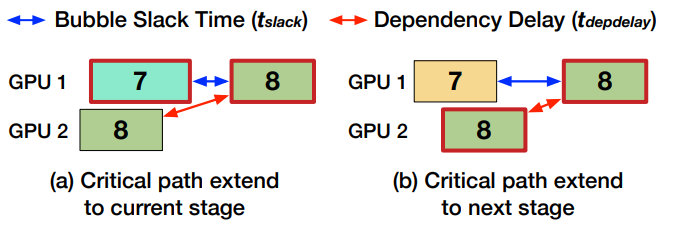 Bubble Slack Time (tslack) Dependency Delay (tdepdelay)
GPU 1 7 8 GPU 1 7 8
GPU 2 8 GPU 2 8
(a) Critical path extend (b) Critical path extend
to current stage to next stage